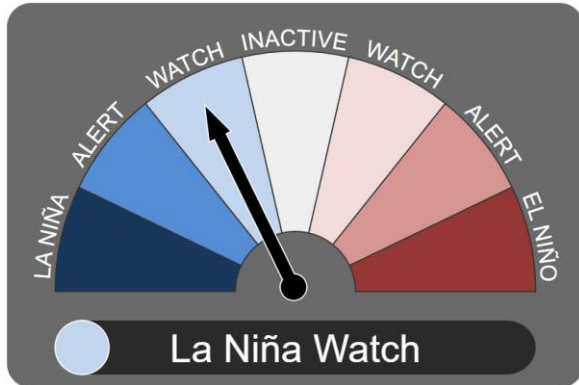 LA NIÑA
ALERT
WATCH
INACTIVE
WATCH
ALERT
EL NIÑO
La Niña Watch